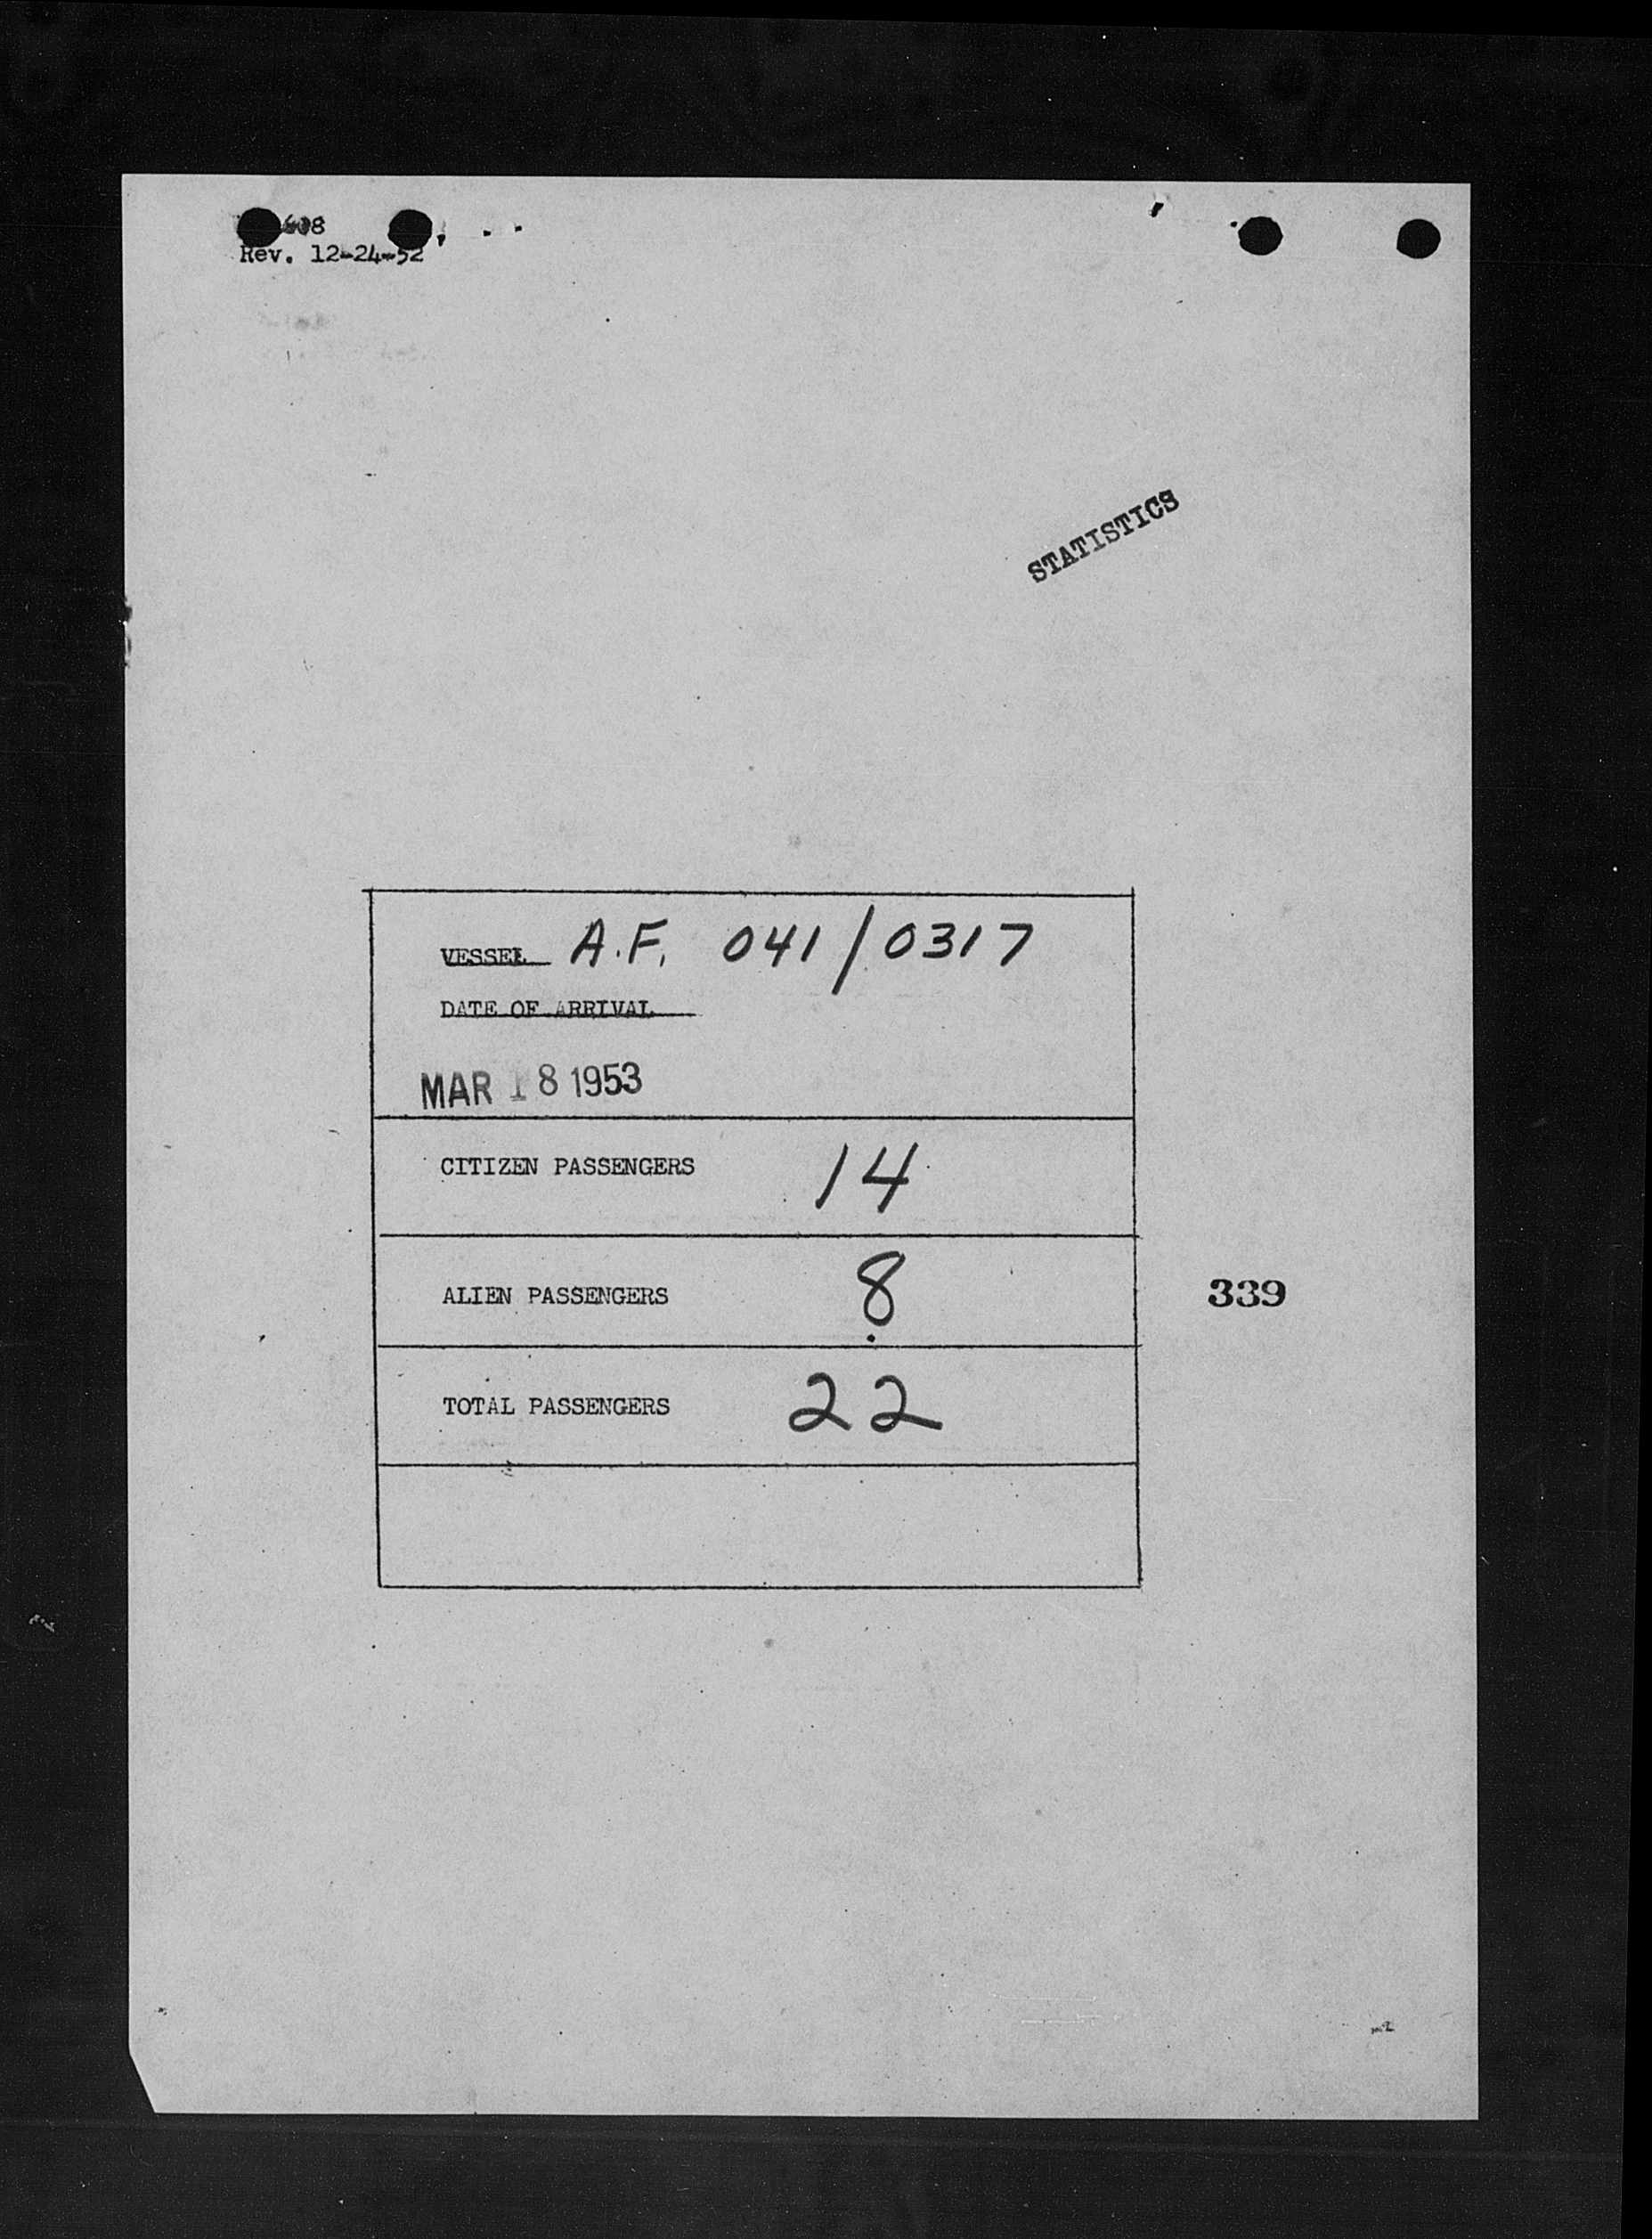 608
Rev. 12-24-52
STATISTICS
VESSEL A.F. 041/0317
DATE OF ARRIVAL
MAR 18 1953
CITIZEN PASSENGERS 14
ALIEN PASSENGERS 8
339
TOTAL PASSENGERS 22